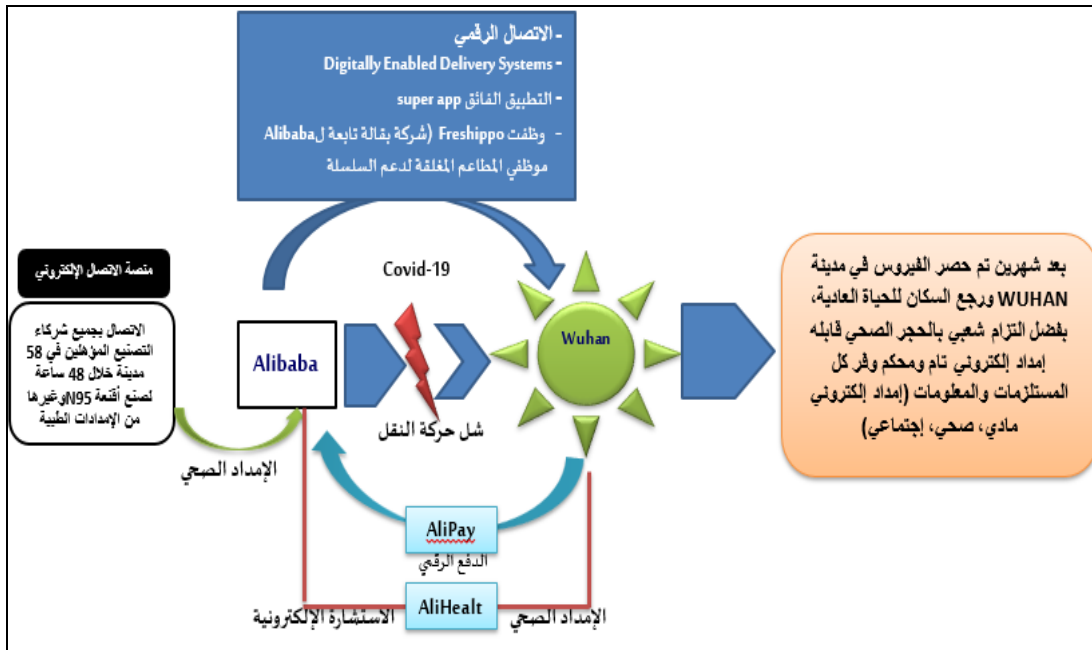 - الاتصال الرقمي
- Digitally Enabled Delivery Systems
- التطبيق الفائق super app
- وظفت Freshippo (شركة بقالة تابعة لAlibaba
موظفي المطاعم المغلقة لدعم السلسلة
منصة الاتصال الإلكتروني
الاتصال بجميع شركاء
التصنيع المؤهلين في 58
مدينة خلال 48 ساعة
لصنع أقنعة N95وغيرها
من الإمدادات الطبية
الإمداد الصحي
Alibaba
Covid-19
شل حركة النقل
Wuhan
بعد شهرين تم حصر الفيروس في مدينة
WUHAN ورجع السكان للحياة العادية،
بفضل التزام شعبي بالحجر الصحي قابله
إمداد إلكتروني تام ومحكم وفر كل
المستلزمات والمعلومات (إمداد إلكتروني
مادي، صحي، إجتماعي)
AliPay
الدفع الرقمي
AliHealt
الإمداد الصحي
الاستشارة الإلكترونية